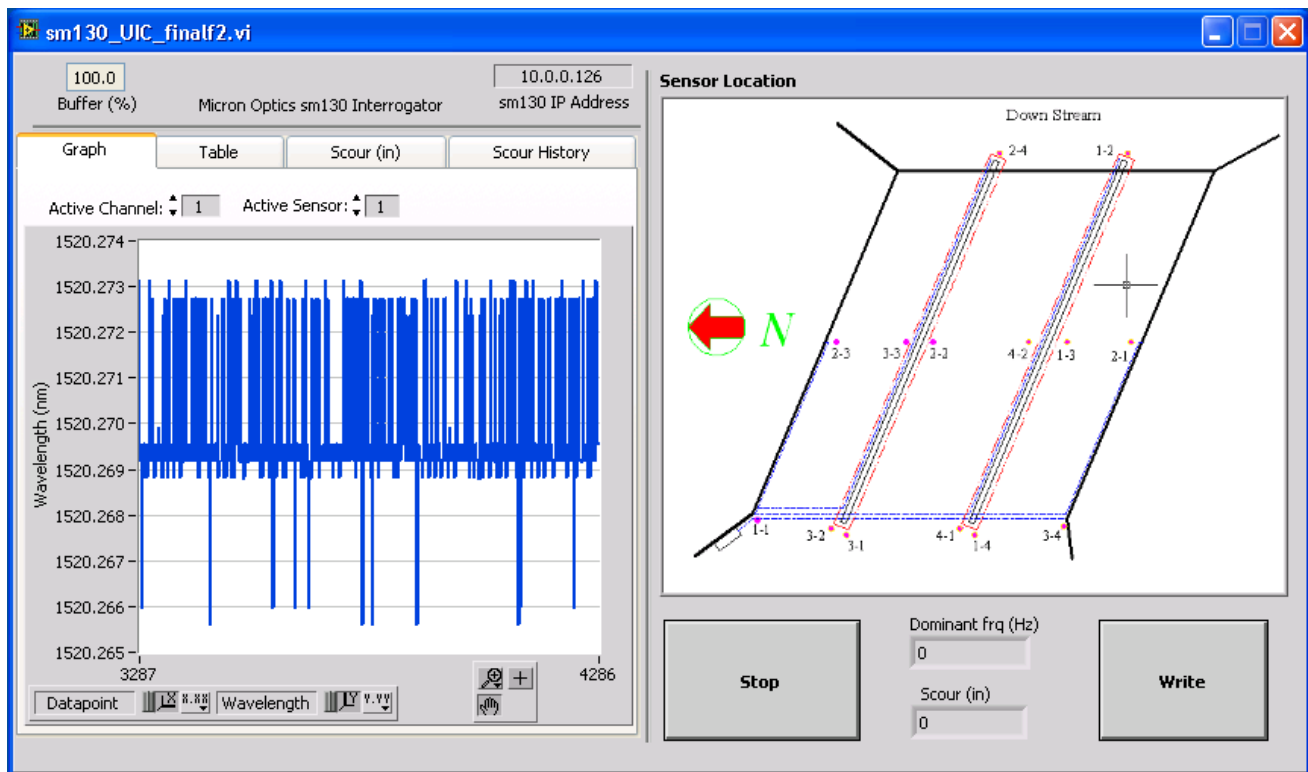 sm130_UIC_finalf2.vi
100.0
Buffer (%)
Micron Optics sm130 Interrogator
10.0.0.126
sm130 IP Address
Graph
Table
Scour (in)
Scour History
Active Channel: 1
Active Sensor: 1
Wavelength (nm)
1520.274
1520.273
1520.272
1520.271
1520.270
1520.269
1520.268
1520.267
1520.266
1520.265
3287
4286
Datapoint
X
X.XX
Wavelength
Y
Y.YY
Sensor Location
Down Stream
2-4
1-2
N
2-3
3-3
4-2
1-3
2-1
1-1
3-2
3-1
4-1
1-4
3-4
Stop
Dominant frq (Hz)
0
Scour (in)
0
Write